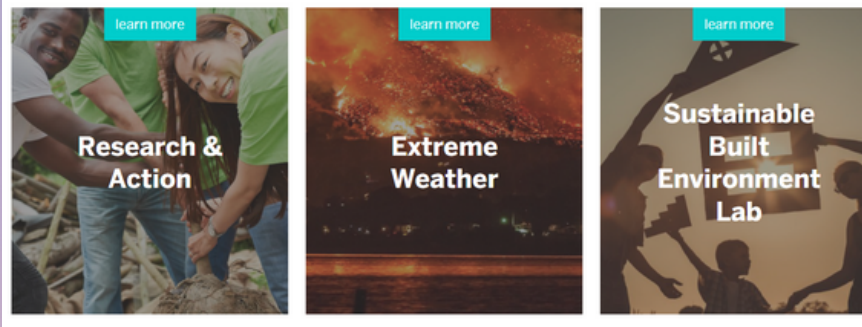 learn more
Research &
Action
learn more
Extreme
Weather
learn more
Sustainable
Built
Environment
Lab